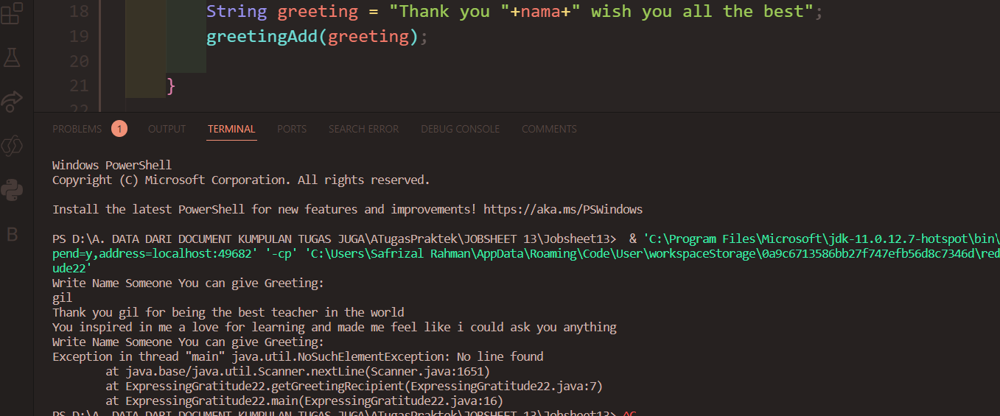 18 String greeting = "Thank you "+nama+" wish you all the best";
19 greetingAdd(greeting);
20
21 }
22
PROBLEMS 1 OUTPUT TERMINAL PORTS SEARCH ERROR DEBUG CONSOLE COMMENTS
Windows PowerShell
Copyright (C) Microsoft Corporation. All rights reserved.
Install the latest PowerShell for new features and improvements! https://aka.ms/PSWindows
PS D:\A. DATA DARI DOCUMENT KUMPULAN TUGAS JUGA\ATugasPraktek\JOBSHEET 13\Jobsheet13>  & 'C:\Program Files\Microsoft\jdk-11.0.12.7-hotspot\bin\
pend=y,address=localhost:49682' '-cp' 'C:\Users\Safrizal Rahman\AppData\Roaming\Code\User\workspaceStorage\0a9c6713586bb27f747efb56d8c7346d\red
ude22'
Write Name Someone You can give Greeting:
gil
Thank you gil for being the best teacher in the world
You inspired in me a love for learning and made me feel like i could ask you anything
Write Name Someone You can give Greeting:
Exception in thread "main" java.util.NoSuchElementException: No line found
at java.base/java.util.Scanner.nextLine(Scanner.java:1651)
at ExpressingGratitude22.getGreetingRecipient(ExpressingGratitude22.java:7)
at ExpressingGratitude22.main(ExpressingGratitude22.java:16)
PS D:\A. DATA DARI DOCUMENT KUMPULAN TUGAS JUGA\ATugasPraktek\JOBSHEET 13\Jobsheet13> ^C
B